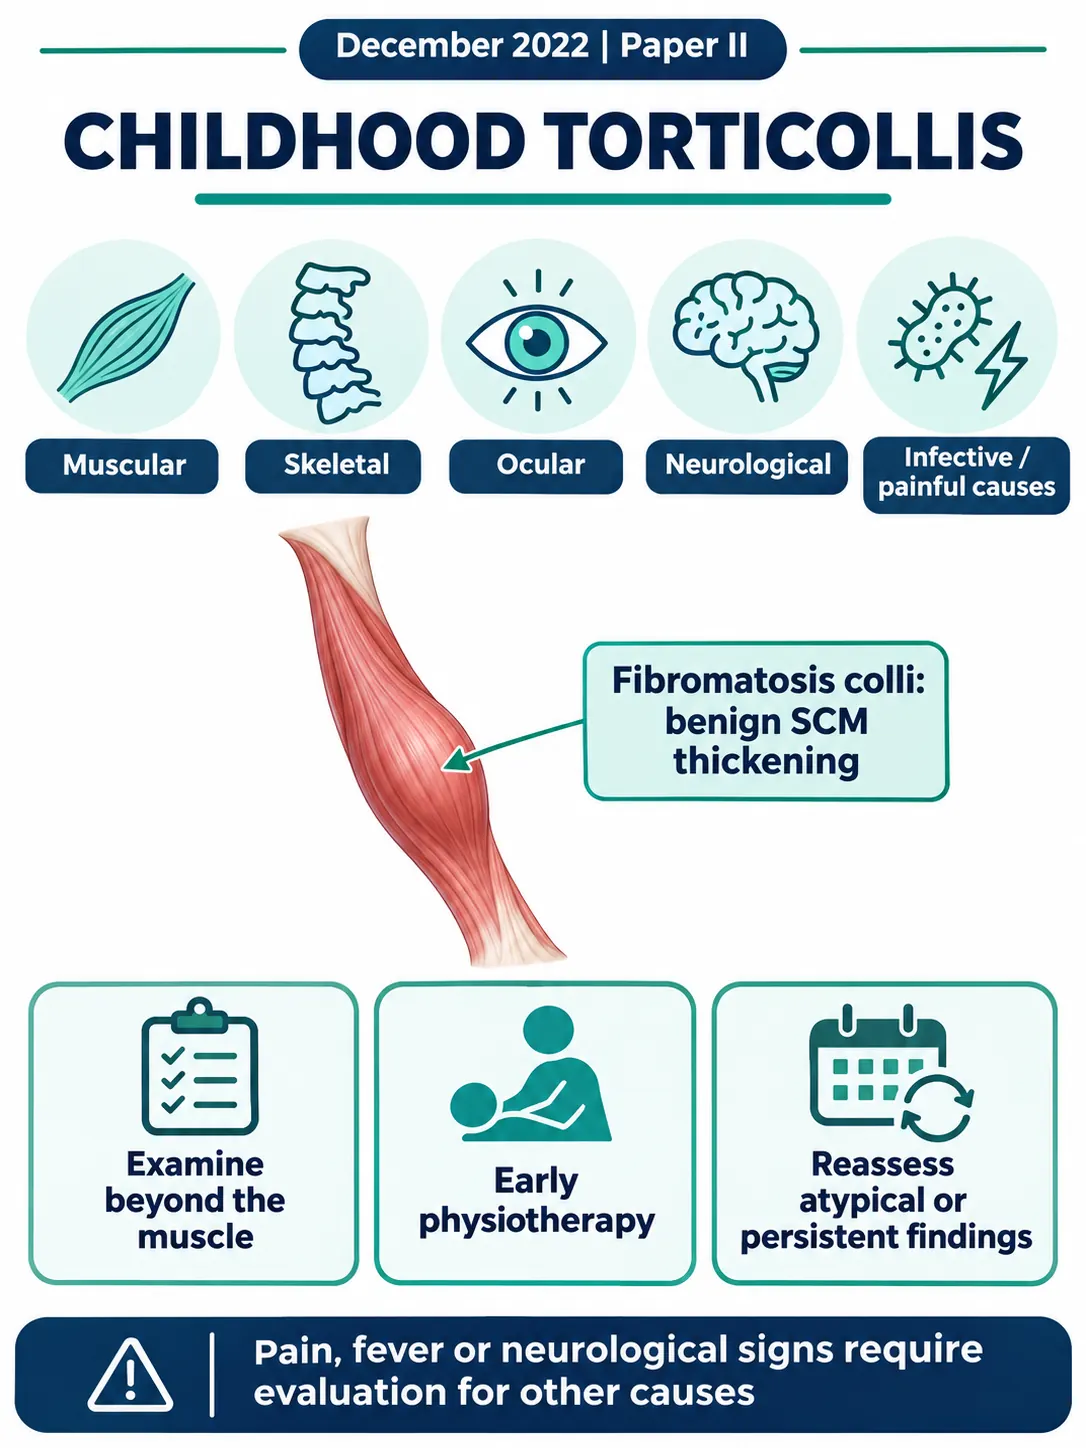 December 2022 | Paper II
CHILDHOOD TORTICOLLIS
Muscular
Skeletal
Ocular
Neurological
Infective /
painful causes
Fibromatosis colli:
benign SCM
thickening
Examine
beyond the
muscle
Early
physiotherapy
Reassess
atypical or
persistent findings
Pain, fever or neurological signs require
evaluation for other causes